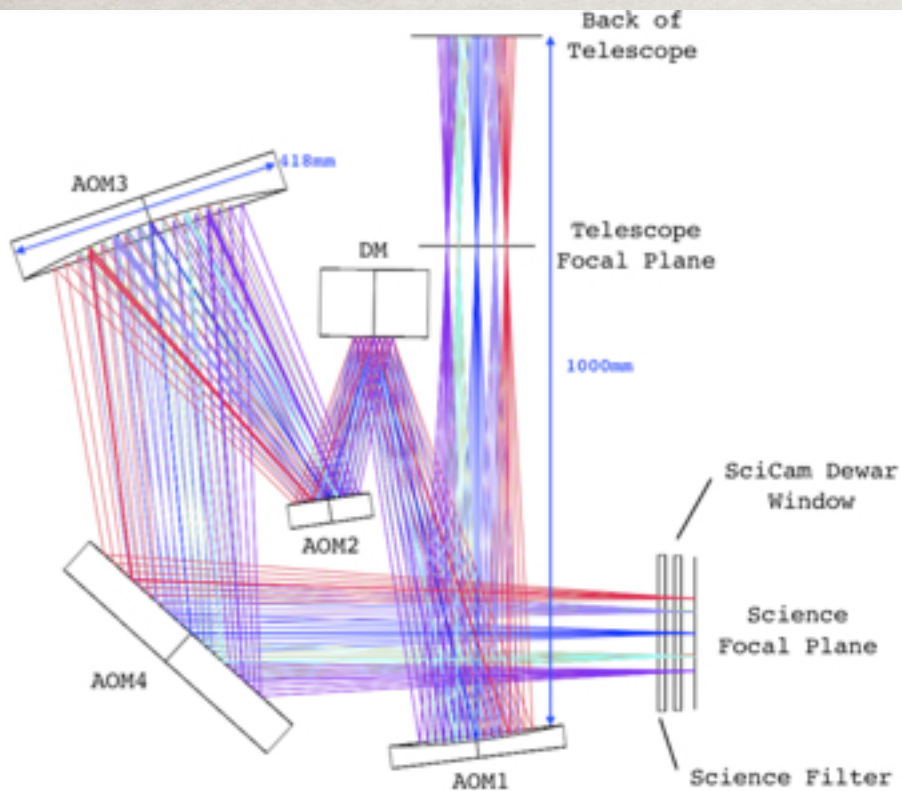 Back of
Telescope
418mm
AOM3
Telescope
Focal Plane
DM
1000mm
SciCam Dewar
Window
AOM2
Science
Focal Plane
AOM4
AOM1
Science Filter